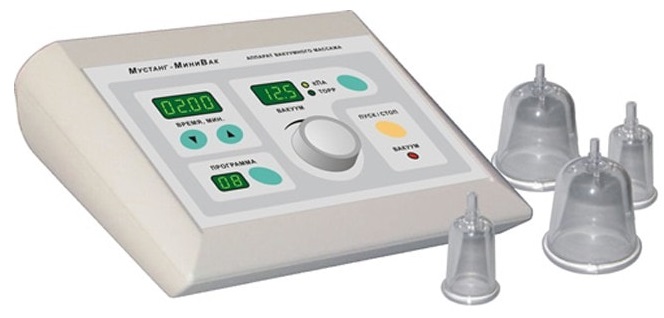 Мустанг - МиниВак
АППАРАТ ВАКУУМНОГО МАССАЖА
02.00
ВРЕМЯ, МИН.
12.5
кПА
ТОРР
ВАКУУМ
ПУСК / СТОП
ВАКУУМ
ПРОГРАММА
08